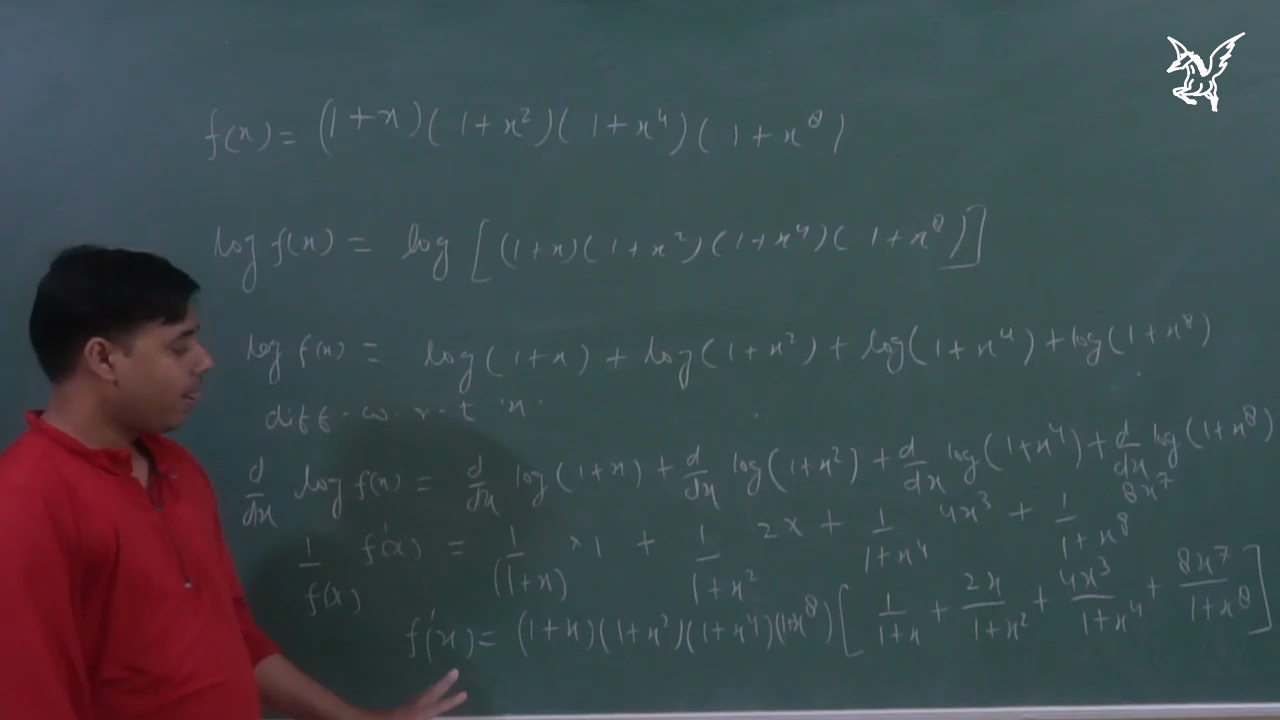 f(x) = (1+x)(1+x²)(1+x⁴)(1+x⁸)
log f(x) = log [(1+x)(1+x²)(1+x⁴)(1+x⁸)]
log f(x) = log(1+x) + log(1+x²) + log(1+x⁴) + log(1+x⁸)
diff. w.r.t 'x'
d/dx log f(x) = d/dx log(1+x) + d/dx log(1+x²) + d/dx log(1+x⁴) + d/dx log(1+x⁸)
1/f(x) f'(x) = 1/(1+x) × 1 + 1/1+x² 2x + 1/1+x⁴ 4x³ + 1/1+x⁸ 8x⁷
f'(x) = (1+x)(1+x²)(1+x⁴)(1+x⁸) [1/1+x + 2x/1+x² + 4x³/1+x⁴ + 8x⁷/1+x⁸]